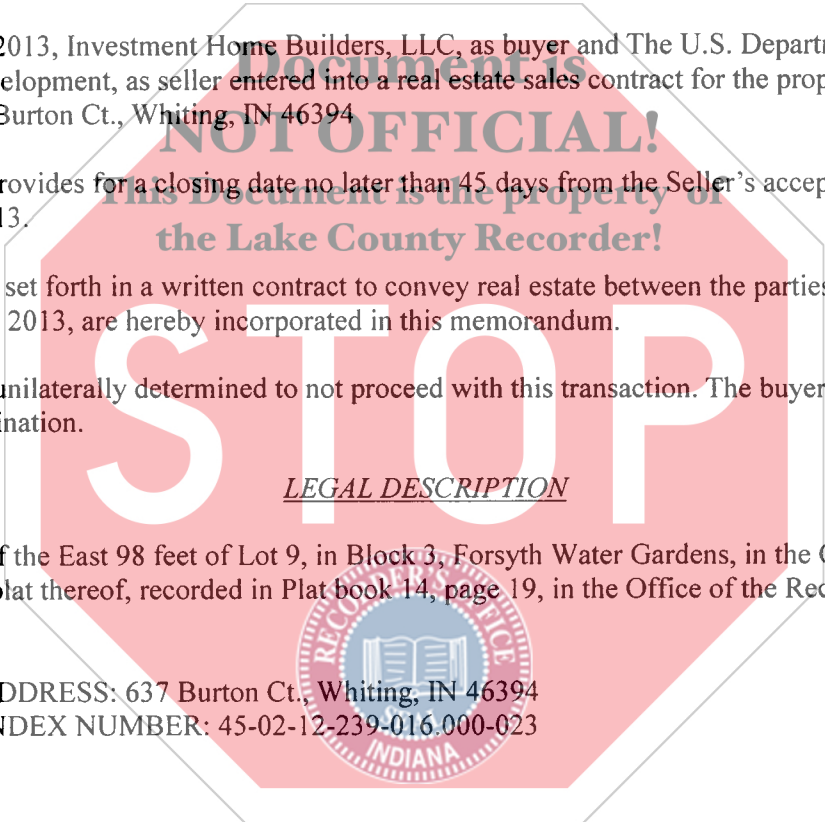 2013, Investment Home Builders, LLC, as buyer and The U.S. Departm
elopment, as seller entered into a real estate sales contract for the prop
Burton Ct., Whiting, IN 46394
Document is
NOT OFFICIAL!
This Document is the property of
the Lake County Recorder!
rovides for a closing date no later than 45 days from the Seller's accep
13.
set forth in a written contract to convey real estate between the parties
2013, are hereby incorporated in this memorandum.
STOP
unilaterally determined to not proceed with this transaction. The buyer
ination.
LEGAL DESCRIPTION
f the East 98 feet of Lot 9, in Block 3, Forsyth Water Gardens, in the C
plat thereof, recorded in Plat book 14, page 19, in the Office of the Rec
RECORDER'S OFFICE
SEAL
INDIANA
DDRESS: 637 Burton Ct., Whiting, IN 46394
NDEX NUMBER: 45-02-12-239-016.000-023